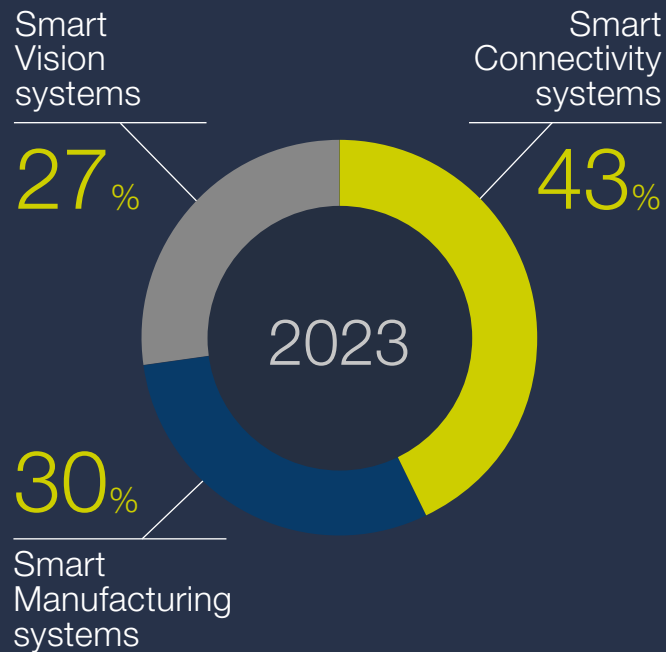 Smart
Vision
systems
27%
Smart
Connectivity
systems
43%
2023
30%
Smart
Manufacturing
systems